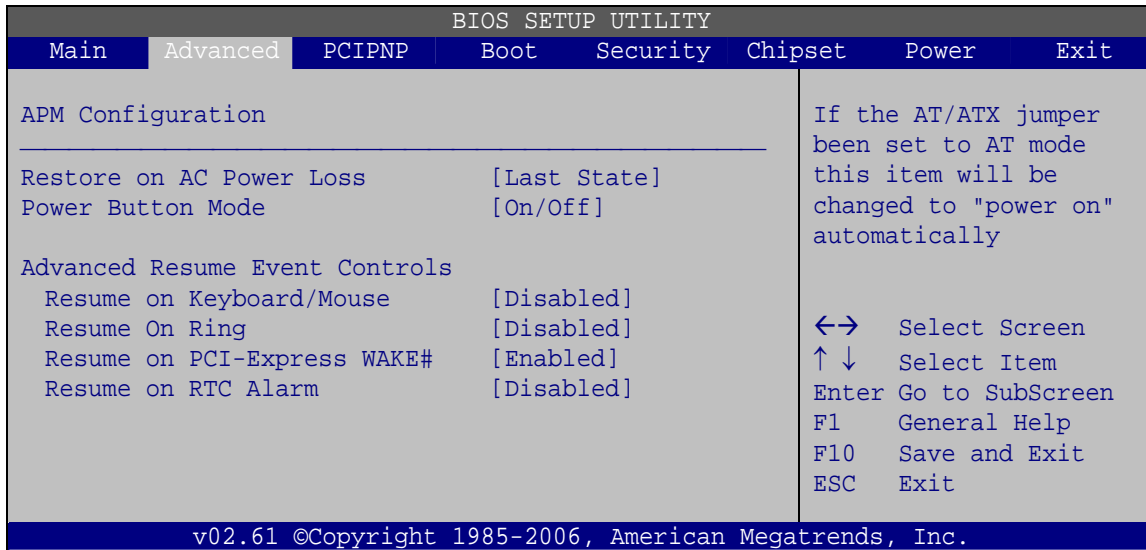 BIOS SETUP UTILITY
Main Advanced PCIPNP Boot Security Chipset Power Exit
APM Configuration
Restore on AC Power Loss [Last State]
Power Button Mode [On/Off]
Advanced Resume Event Controls
Resume on Keyboard/Mouse [Disabled]
Resume On Ring [Disabled]
Resume on PCI-Express WAKE# [Enabled]
Resume on RTC Alarm [Disabled]
If the AT/ATX jumper
been set to AT mode
this item will be
changed to "power on"
automatically
←→ Select Screen
↑ ↓ Select Item
Enter Go to SubScreen
F1 General Help
F10 Save and Exit
ESC Exit
v02.61 ©Copyright 1985-2006, American Megatrends, Inc.